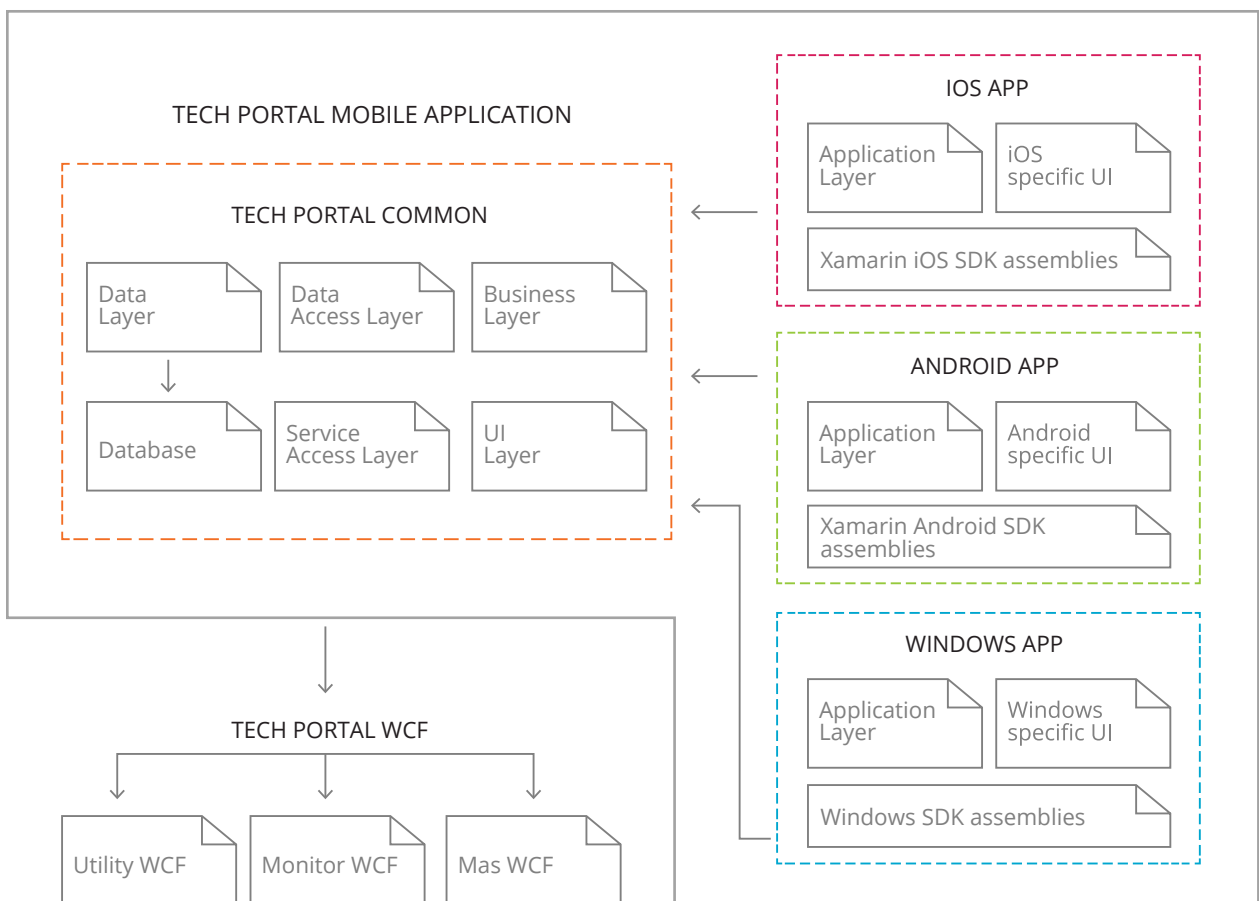 TECH PORTAL MOBILE APPLICATION
TECH PORTAL COMMON
Data
Layer
Data
Access Layer
Business
Layer
Database
Service
Access Layer
UI
Layer
IOS APP
Application
Layer
iOS
specific UI
Xamarin iOS SDK assemblies
ANDROID APP
Application
Layer
Android
specific UI
Xamarin Android SDK
assemblies
WINDOWS APP
Application
Layer
Windows
specific UI
Windows SDK assemblies
TECH PORTAL WCF
Utility WCF
Monitor WCF
Mas WCF